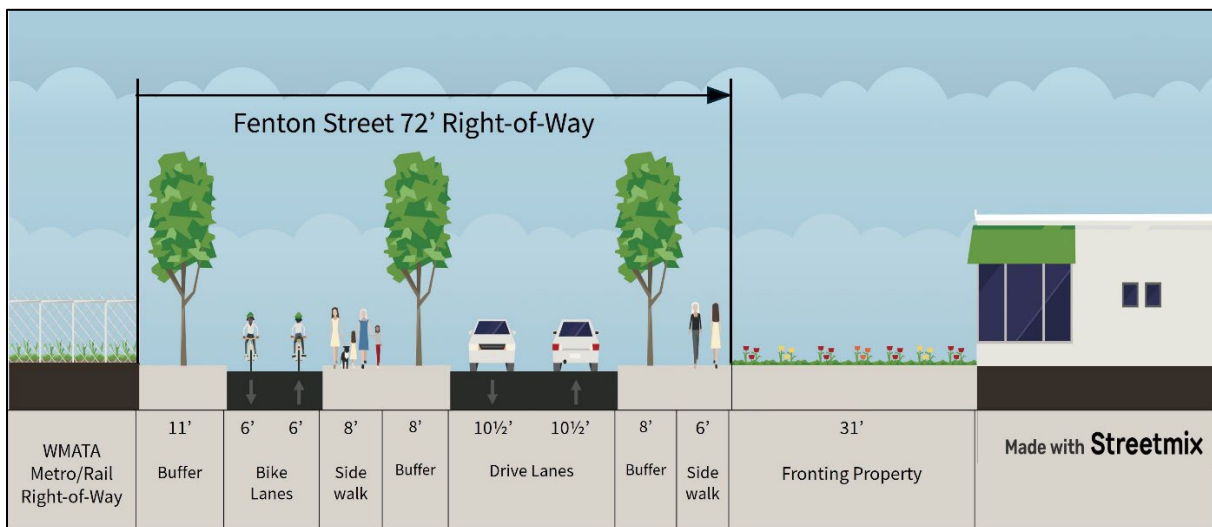 Fenton Street 72’ Right-of-Way
WMATA
Metro/Rail
Right-of-Way
11’
Buffer
6’ 6’
Bike
Lanes
8’
Side
walk
8’
Buffer
10½’ 10½’
Drive Lanes
8’
Buffer
6’
Side
walk
31’
Fronting Property
Made with Streetmix